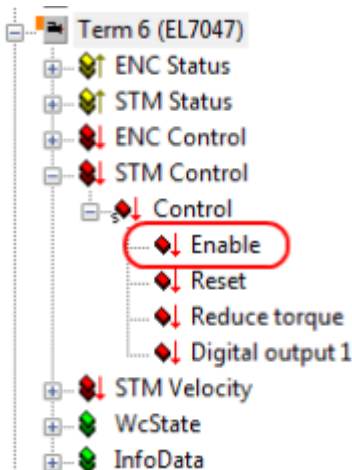 Term 6 (EL7047)
ENC Status
STM Status
ENC Control
STM Control
Control
Enable
Reset
Reduce torque
Digital output 1
STM Velocity
WcState
InfoData